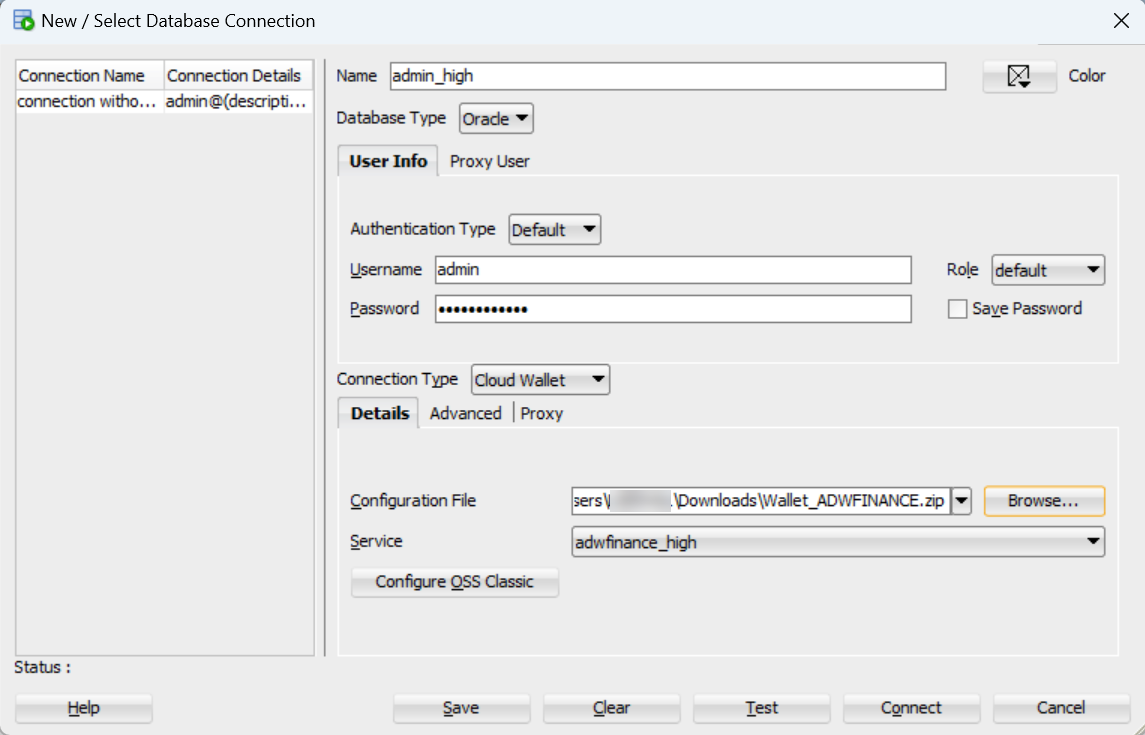 New / Select Database Connection
Connection Name Connection Details
connection witho... admin@(descripti...
Name admin_high Color
Database Type Oracle
User Info Proxy User
Authentication Type Default
Username admin Role default
Password •••••••••••• Save Password
Connection Type Cloud Wallet
Details Advanced Proxy
Configuration File sers\ \Downloads\Wallet_ADWFINANCE.zip Browse...
Service adwfinance_high
Configure OSS Classic
Status :
Help Save Clear Test Connect Cancel